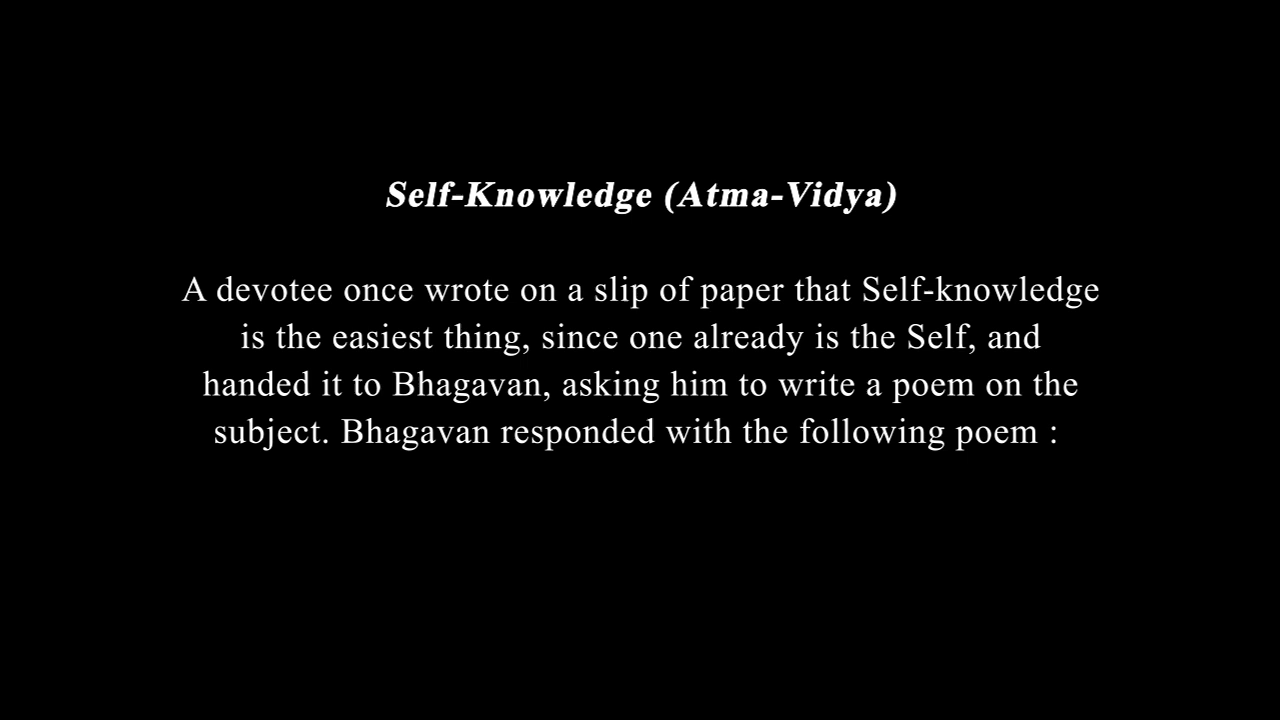 Self-Knowledge (Atma-Vidya)
A devotee once wrote on a slip of paper that Self-knowledge
is the easiest thing, since one already is the Self, and
handed it to Bhagavan, asking him to write a poem on the
subject. Bhagavan responded with the following poem :